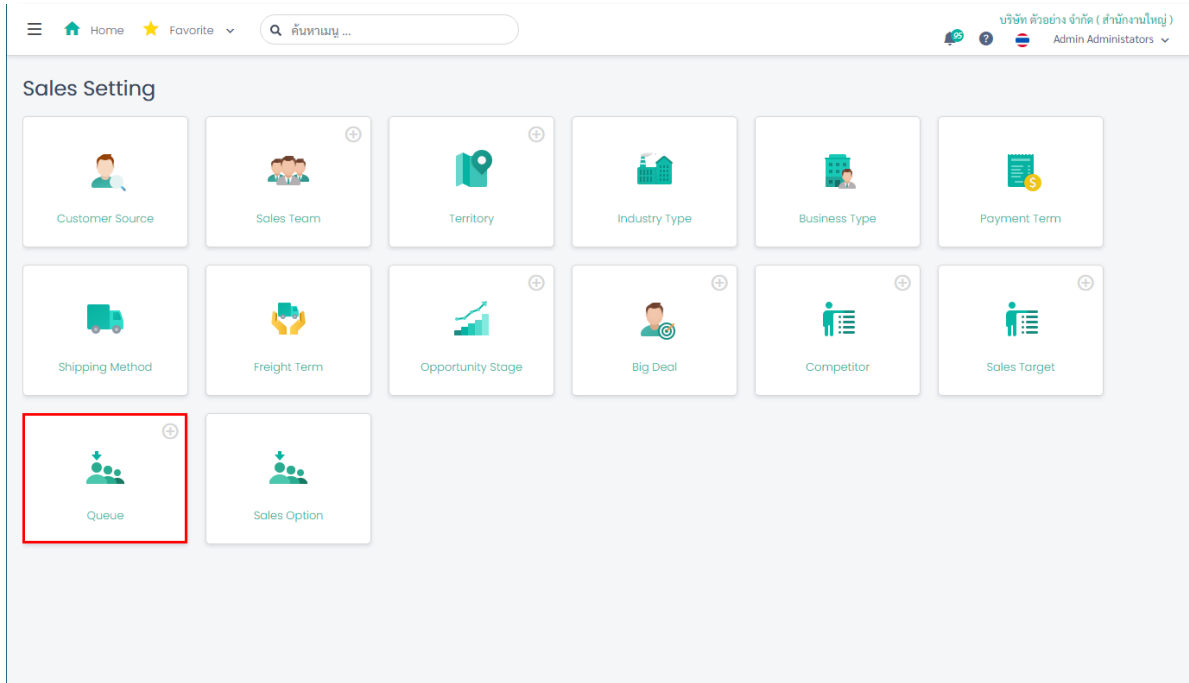 บริษัท ตัวอย่าง จำกัด ( สำนักงานใหญ่ )
Home Favorite ค้นหาเมนู ... 95 ? Admin Administators
Sales Setting
Customer Source Sales Team Territory Industry Type Business Type Payment Term
Shipping Method Freight Term Opportunity Stage Big Deal Competitor Sales Target
Queue Sales Option